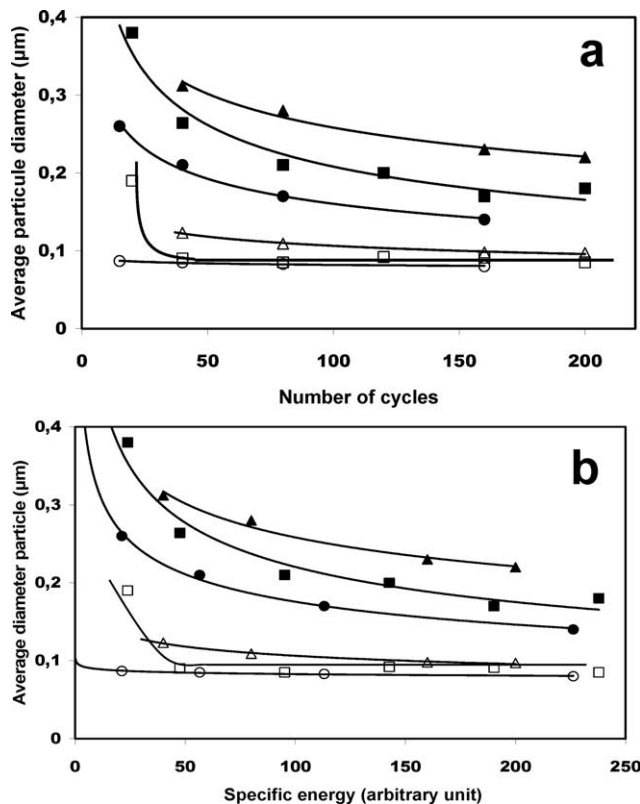 0,4
a
0,3
0,2
0,1
0
0 50 100 150 200
Average particule diameter (µm)
Number of cycles
0,4
b
0,3
0,2
0,1
0
0 50 100 150 200 250
Average diameter particle (µm)
Specific energy (arbitrary unit)